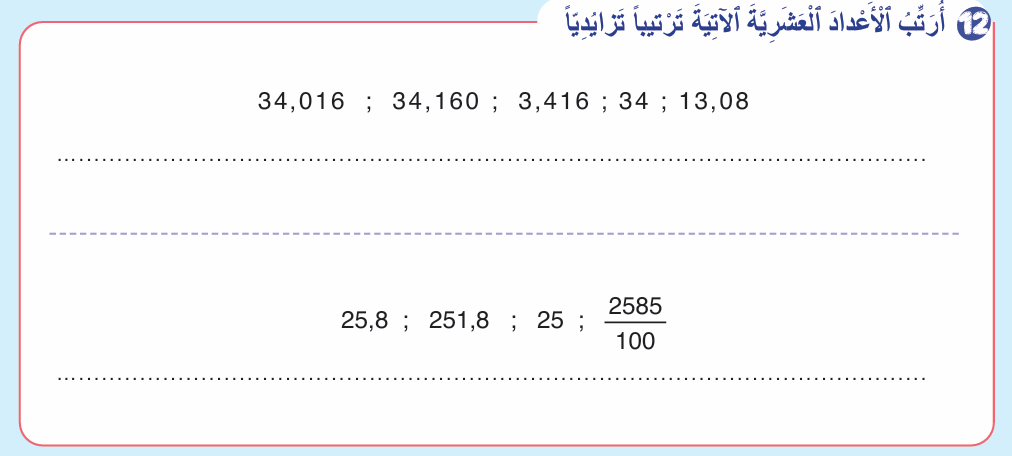 12 أُرَتِّبُ ٱلْأَعْدادَ ٱلْعَشَرِيَّةَ ٱلْآتِيَةَ تَرْتيباً تَزايُدِيّاً
34,016 ; 34,160 ; 3,416 ; 34 ; 13,08
25,8 ; 251,8 ; 25 ; 2585/100